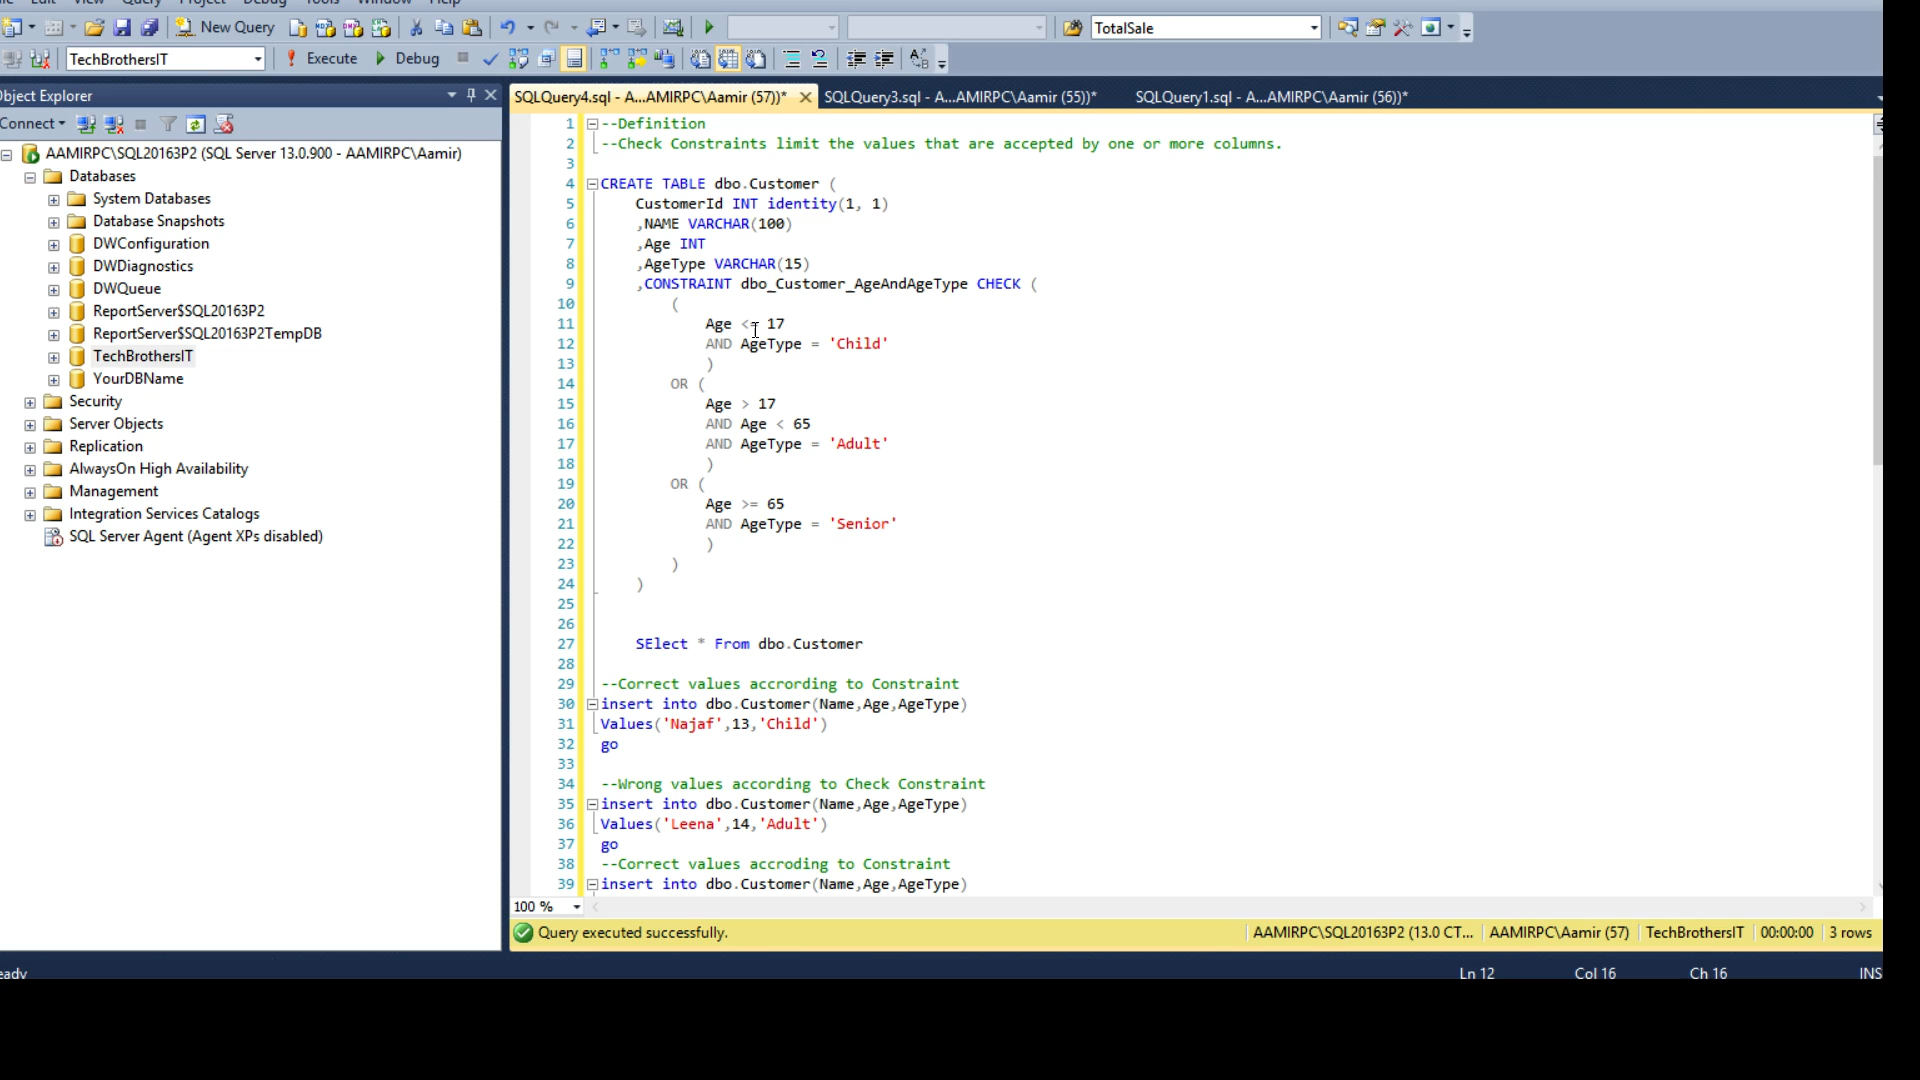 Edit View Query Project Debug Tools Window Help
New Query
TotalSale
TechBrothersIT
Execute
Debug
Object Explorer
SQLQuery4.sql - A...AMIRPC\Aamir (57))*
SQLQuery3.sql - A...AMIRPC\Aamir (55))*
SQLQuery1.sql - A...AMIRPC\Aamir (56))*
Connect
AAMIRPC\SQL20163P2 (SQL Server 13.0.900 - AAMIRPC\Aamir)
Databases
System Databases
Database Snapshots
DWConfiguration
DWDiagnostics
DWQueue
ReportServer$SQL20163P2
ReportServer$SQL20163P2TempDB
TechBrothersIT
YourDBName
Security
Server Objects
Replication
AlwaysOn High Availability
Management
Integration Services Catalogs
SQL Server Agent (Agent XPs disabled)
1 --Definition
2 --Check Constraints limit the values that are accepted by one or more columns.
3
4 CREATE TABLE dbo.Customer (
5 CustomerId INT identity(1, 1)
6 ,NAME VARCHAR(100)
7 ,Age INT
8 ,AgeType VARCHAR(15)
9 ,CONSTRAINT dbo_Customer_AgeAndAgeType CHECK (
10 (
11 Age <= 17
12 AND AgeType = 'Child'
13 )
14 OR (
15 Age > 17
16 AND Age < 65
17 AND AgeType = 'Adult'
18 )
19 OR (
20 Age >= 65
21 AND AgeType = 'Senior'
22 )
23 )
24 )
25
26
27 SElect * From dbo.Customer
28
29 --Correct values accrording to Constraint
30 insert into dbo.Customer(Name,Age,AgeType)
31 Values('Najaf',13,'Child')
32 go
33
34 --Wrong values according to Check Constraint
35 insert into dbo.Customer(Name,Age,AgeType)
36 Values('Leena',14,'Adult')
37 go
38 --Correct values accroding to Constraint
39 insert into dbo.Customer(Name,Age,AgeType)
100 %
Query executed successfully.
AAMIRPC\SQL20163P2 (13.0 CT...
AAMIRPC\Aamir (57)
TechBrothersIT
00:00:00
3 rows
eady
Ln 12
Col 16
Ch 16
INS